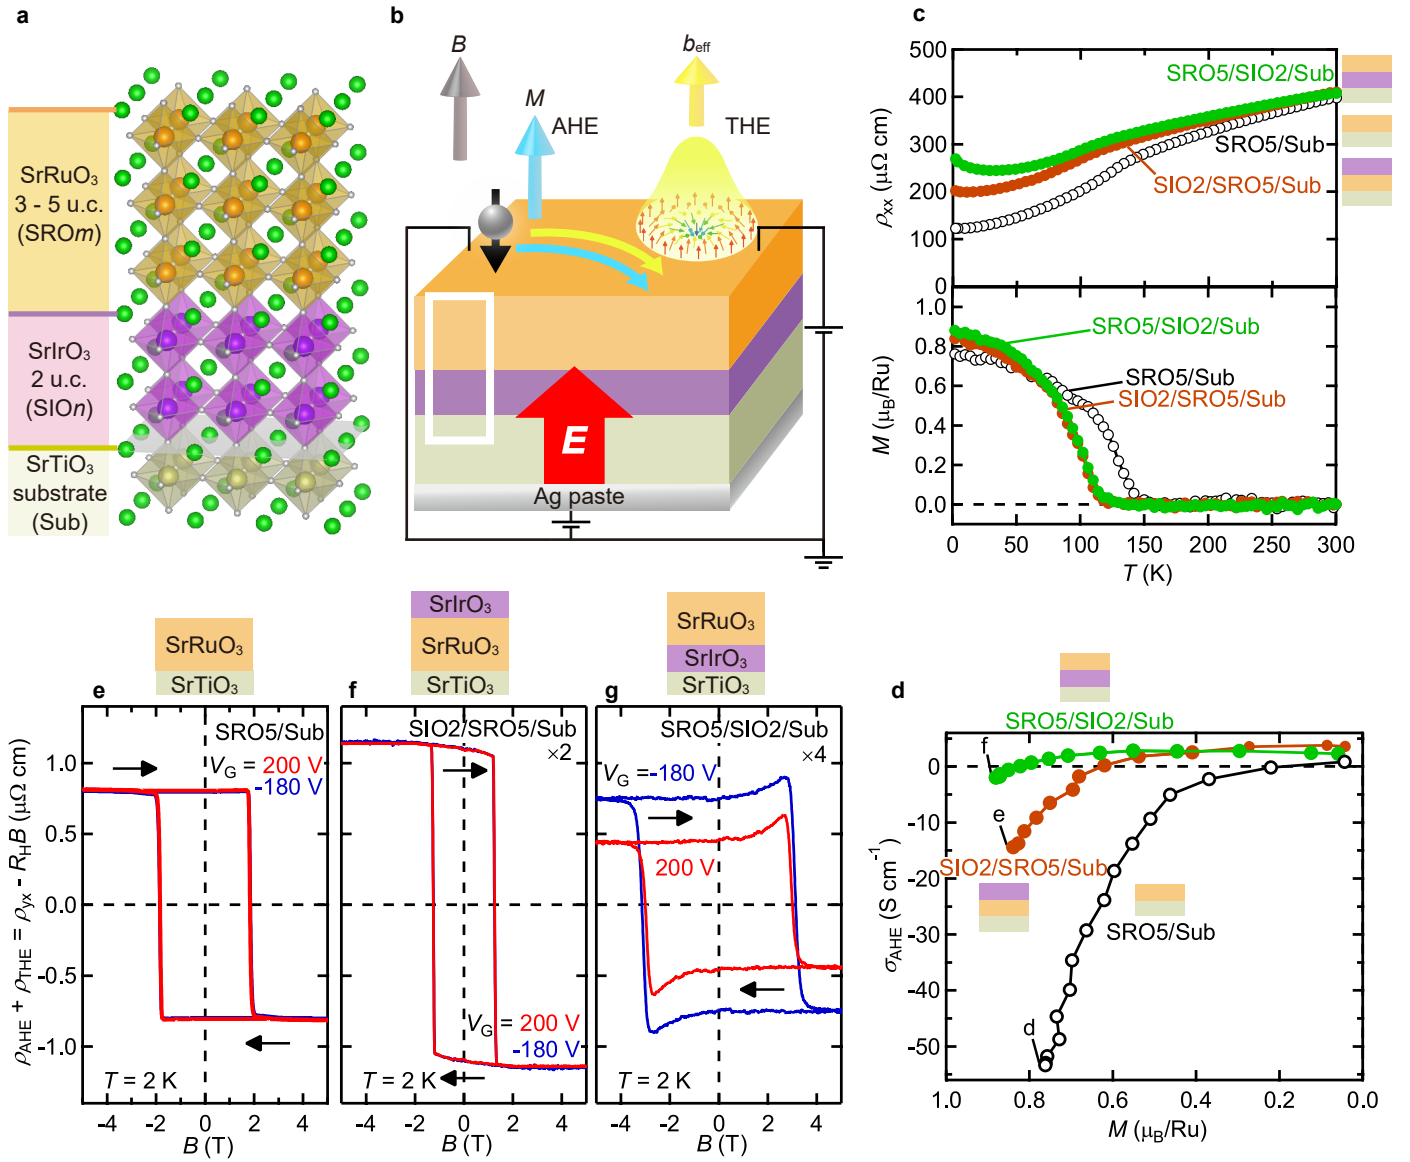 a
SrRuO3
3 - 5 u.c.
(SROm)
SrIrO3
2 u.c.
(SIOn)
SrTiO3
substrate
(Sub)
b
B
beff
M
AHE
THE
E
Ag paste
c
500
400
300
200
100
0
ρxx (μΩ cm)
SRO5/SIO2/Sub
SRO5/Sub
SIO2/SRO5/Sub
1.0
0.8
0.6
0.4
0.2
0.0
M (μB/Ru)
SRO5/SIO2/Sub
SRO5/Sub
SIO2/SRO5/Sub
0 50 100 150 200 250 300
T (K)
SrRuO3
SrTiO3
e
SRO5/Sub
VG = 200 V
-180 V
T = 2 K
1.0
0.5
0.0
-0.5
-1.0
ρAHE + ρTHE = ρyx - RHB (μΩ cm)
-4 -2 0 2 4
B (T)
SrIrO3
SrRuO3
SrTiO3
f
SIO2/SRO5/Sub
×2
VG = 200 V
-180 V
T = 2 K
-4 -2 0 2 4
B (T)
SrRuO3
SrIrO3
SrTiO3
g
SRO5/SIO2/Sub
×4
VG = -180 V
200 V
T = 2 K
-4 -2 0 2 4
B (T)
d
SRO5/SIO2/Sub
f
e
SIO2/SRO5/Sub
SRO5/Sub
d
0
-10
-20
-30
-40
-50
σAHE (S cm-1)
1.0 0.8 0.6 0.4 0.2 0.0
M (μB/Ru)